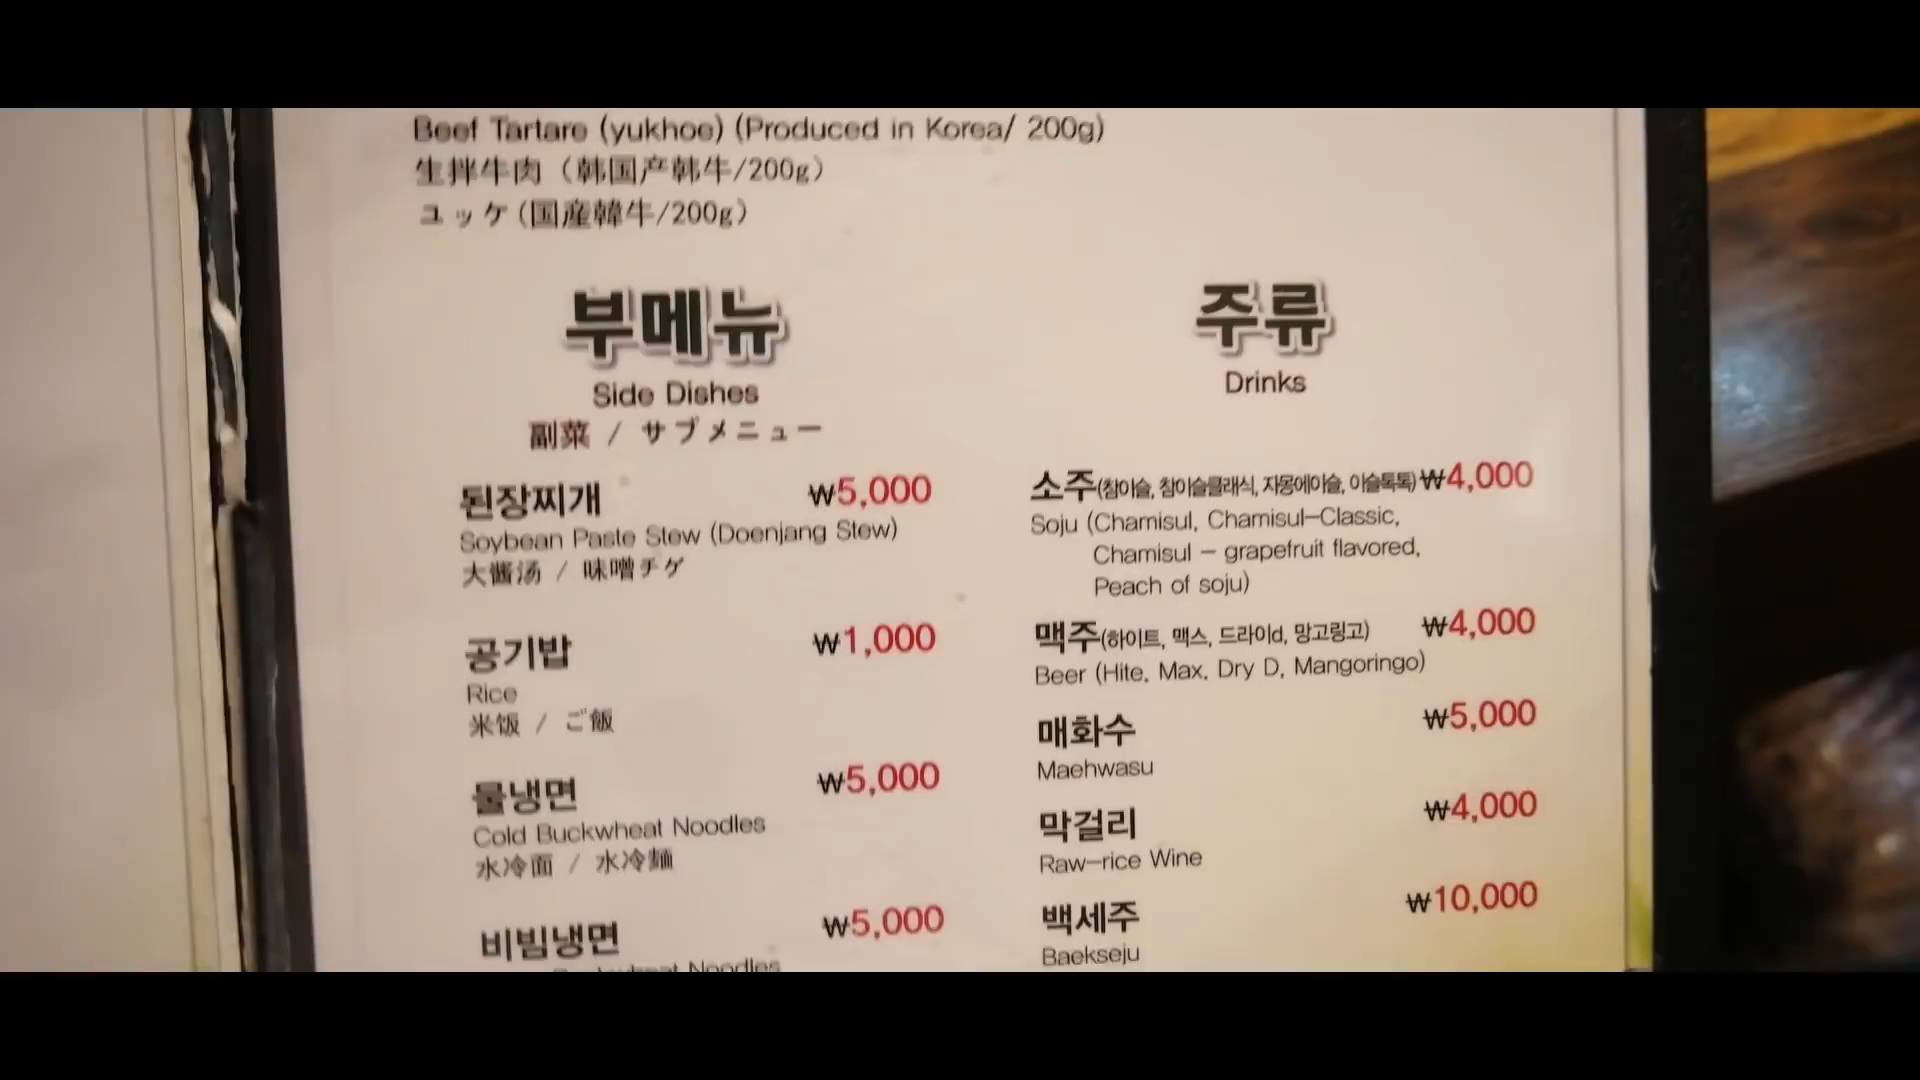 Beef Tartare (yukhoe) (Produced in Korea/ 200g)
生拌牛肉（韩国产韩牛/200g）
ユッケ(国産韓牛/200g)
부메뉴
Side Dishes
副菜 / サブメニュー
된장찌개 ₩5,000
Soybean Paste Stew (Doenjang Stew)
大酱汤 / 味噌チゲ
공기밥 ₩1,000
Rice
米饭 / ご飯
물냉면 ₩5,000
Cold Buckwheat Noodles
水冷面 / 水冷麺
비빔냉면 ₩5,000
Buckwheat Noodles
주류
Drinks
소주(참이슬, 참이슬클래식, 자몽에이슬, 이슬톡톡) ₩4,000
Soju (Chamisul, Chamisul-Classic,
Chamisul - grapefruit flavored,
Peach of soju)
맥주(하이트, 맥스, 드라이d, 망고링고) ₩4,000
Beer (Hite, Max, Dry D, Mangoringo)
매화수 ₩5,000
Maehwasu
막걸리 ₩4,000
Raw-rice Wine
백세주 ₩10,000
Baekseju